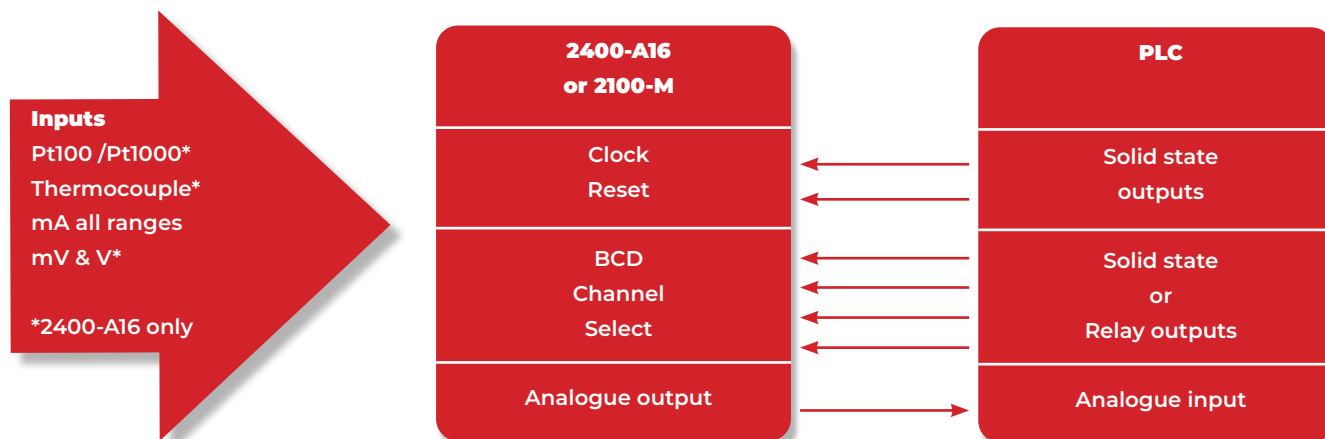 Inputs
Pt100 /Pt1000*
Thermocouple*
mA all ranges
mV & V*
*2400-A16 only
2400-A16
or 2100-M
Clock
Reset
BCD
Channel
Select
Analogue output
PLC
Solid state
outputs
Solid state
or
Relay outputs
Analogue input